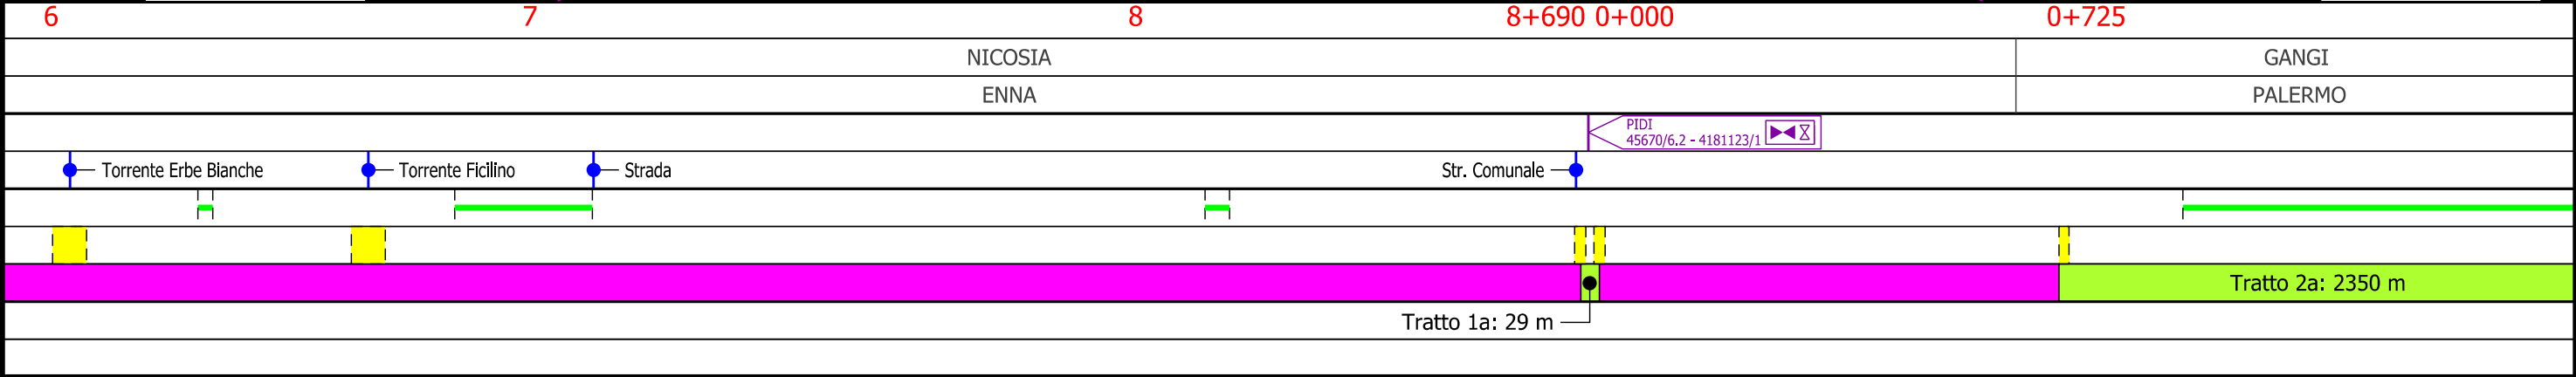 6 7 8 8+690 0+000 0+725
NICOSIA GANGI
ENNA PALERMO
PIDI
45670/6.2 - 4181123/1
Torrente Erbe Bianche Torrente Ficilino Strada Str. Comunale
Tratto 2a: 2350 m
Tratto 1a: 29 m